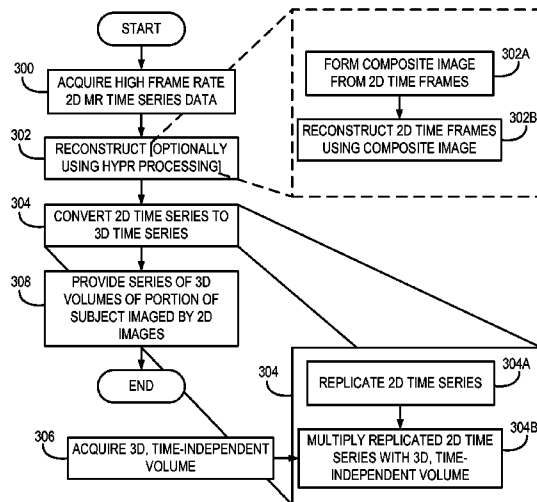 START
300
ACQUIRE HIGH FRAME RATE
2D MR TIME SERIES DATA
302
RECONSTRUCT [OPTIONALLY
USING HYPR PROCESSING]
304
CONVERT 2D TIME SERIES TO
3D TIME SERIES
308
PROVIDE SERIES OF 3D
VOLUMES OF PORTION OF
SUBJECT IMAGED BY 2D
IMAGES
END
306
ACQUIRE 3D, TIME-INDEPENDENT
VOLUME
302A
FORM COMPOSITE IMAGE
FROM 2D TIME FRAMES
302B
RECONSTRUCT 2D TIME FRAMES
USING COMPOSITE IMAGE
304
304A
REPLICATE 2D TIME SERIES
304B
MULTIPLY REPLICATED 2D TIME
SERIES WITH 3D, TIME-
INDEPENDENT VOLUME